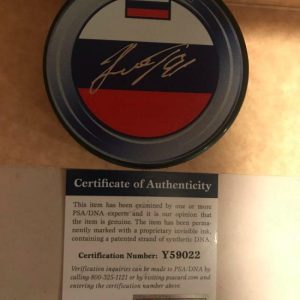 Certificate of Authenticity
This item has been examined by one or more
PSA/DNA experts and it is our opinion that
the item is genuine. The item has been perma-
nently marked with a proprietary invisible ink,
containing a patented strand of synthetic DNA.
Certification Number: Y59022
Verification inquiries can be made to PSA/DNA by
calling 800-325-1121 or by visiting psacard.com and
entering the certification number above.